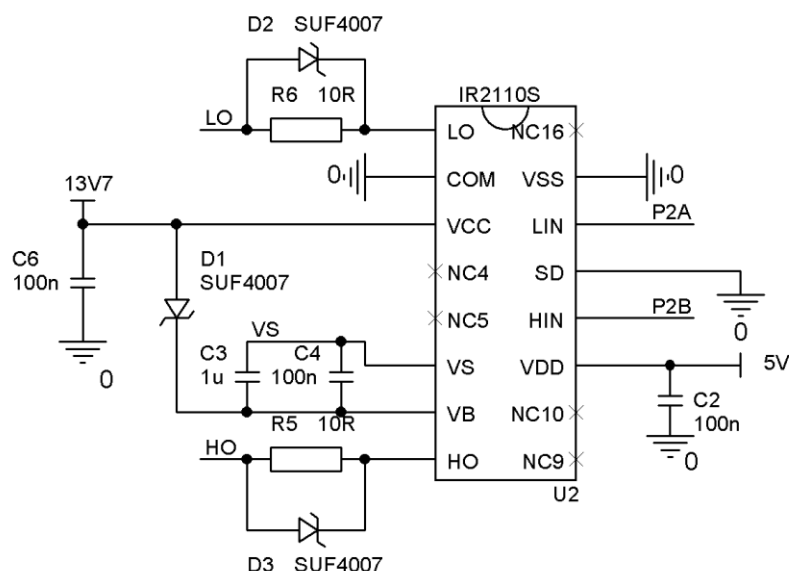 D2 SUF4007
R6 10R
LO
IR2110S
LO
NC16
0
COM
VSS
0
13V7
VCC
LIN
P2A
C6
100n
D1
SUF4007
NC4
SD
0
NC5
HIN
P2B
0
VS
C3
1u
C4
100n
VS
VDD
5V
C2
100n
0
VB
NC10
R5 10R
HO
HO
NC9
U2
D3 SUF4007